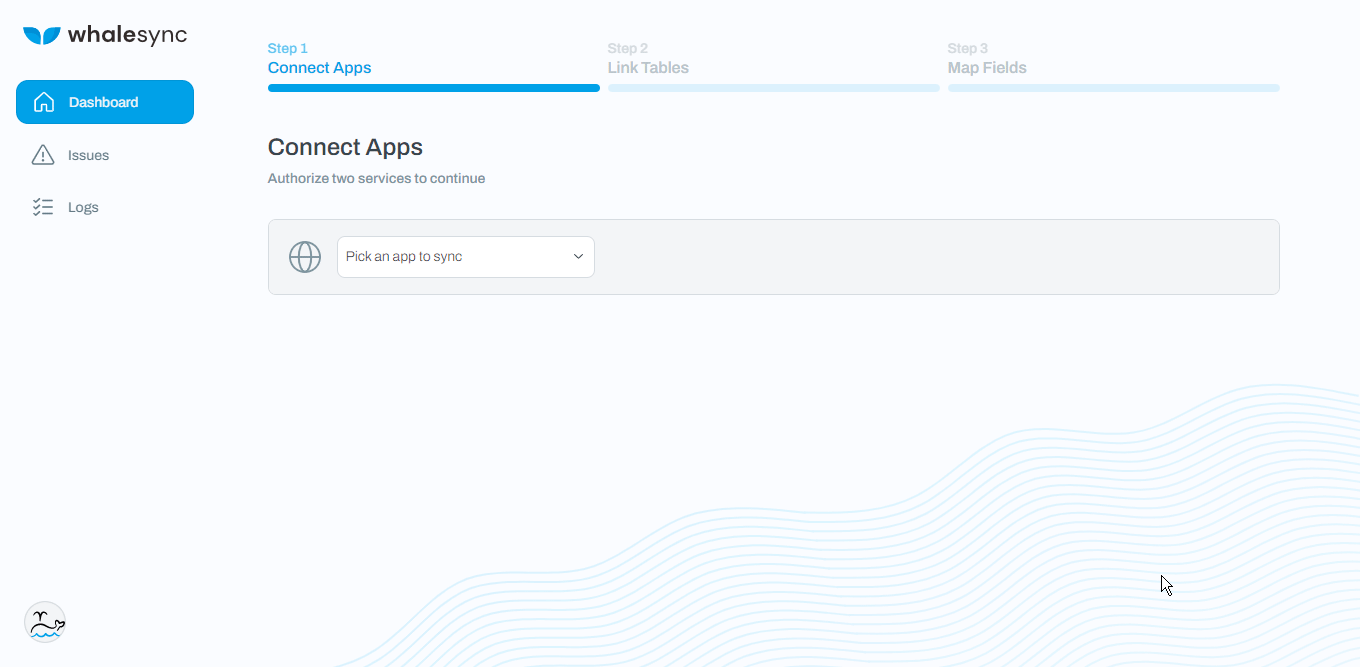 whalesync
Dashboard
Issues
Logs
Step 1
Connect Apps
Step 2
Link Tables
Step 3
Map Fields
Connect Apps
Authorize two services to continue
Pick an app to sync